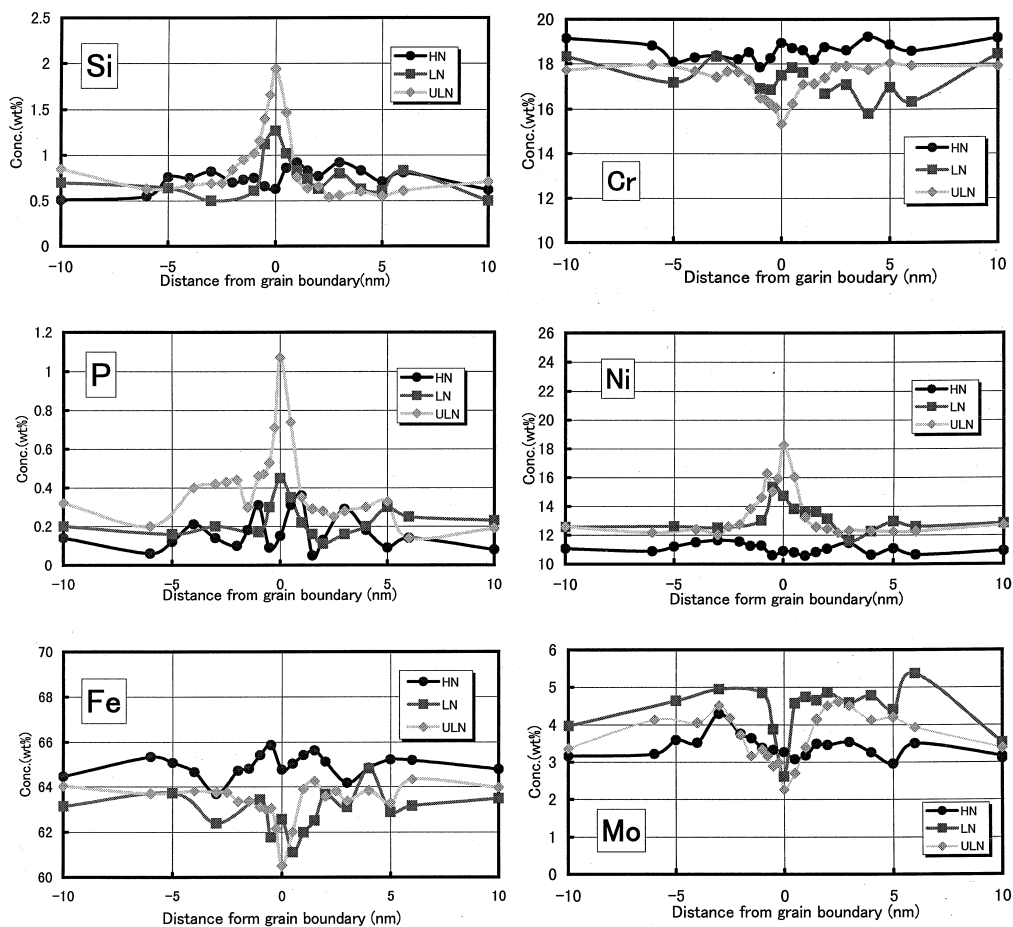 Si
Conc.(wt%)
2.5
2
1.5
1
0.5
0
-10
-5
0
5
10
HN
LN
ULN
Distance from grain boundary(nm)
Cr
Conc.(wt%)
20
18
16
14
12
10
-10
-5
0
5
10
HN
LN
ULN
Distance from garin boudary (nm)
P
Conc.(wt%)
1.2
1
0.8
0.6
0.4
0.2
0
-10
-5
0
5
10
HN
LN
ULN
Distance from grain boundary (nm)
Ni
Conc.(wt%)
26
24
22
20
18
16
14
12
10
-10
-5
0
5
10
HN
LN
ULN
Distance form grain boundary(nm)
Fe
Conc.(wt%)
70
68
66
64
62
60
-10
-5
0
5
10
HN
LN
ULN
Distance form grain boundary (nm)
Mo
Conc.(wt%)
6
5
4
3
2
1
0
-10
-5
0
5
10
HN
LN
ULN
Distance from grain boundary (nm)